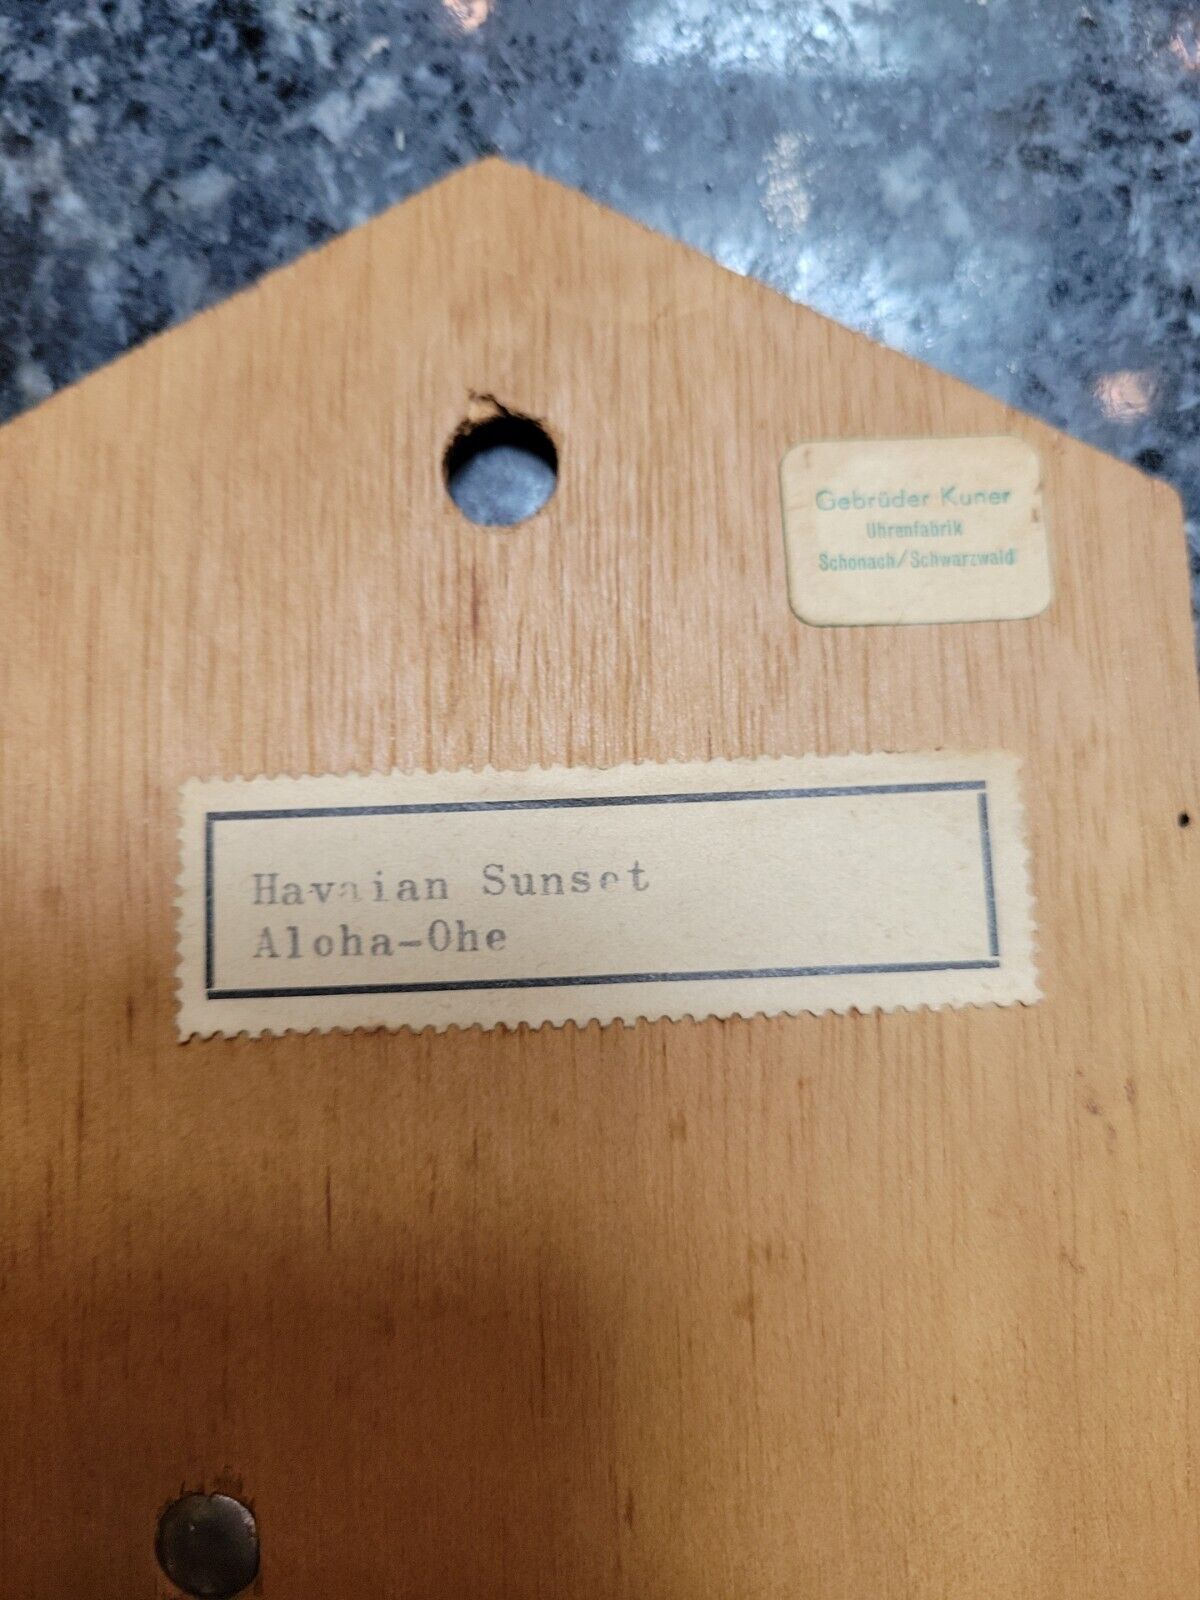 Gebrüder Kuner
Uhrenfabrik
Schonach/Schwarzwald
Havaian Sunset
Aloha-Ohe